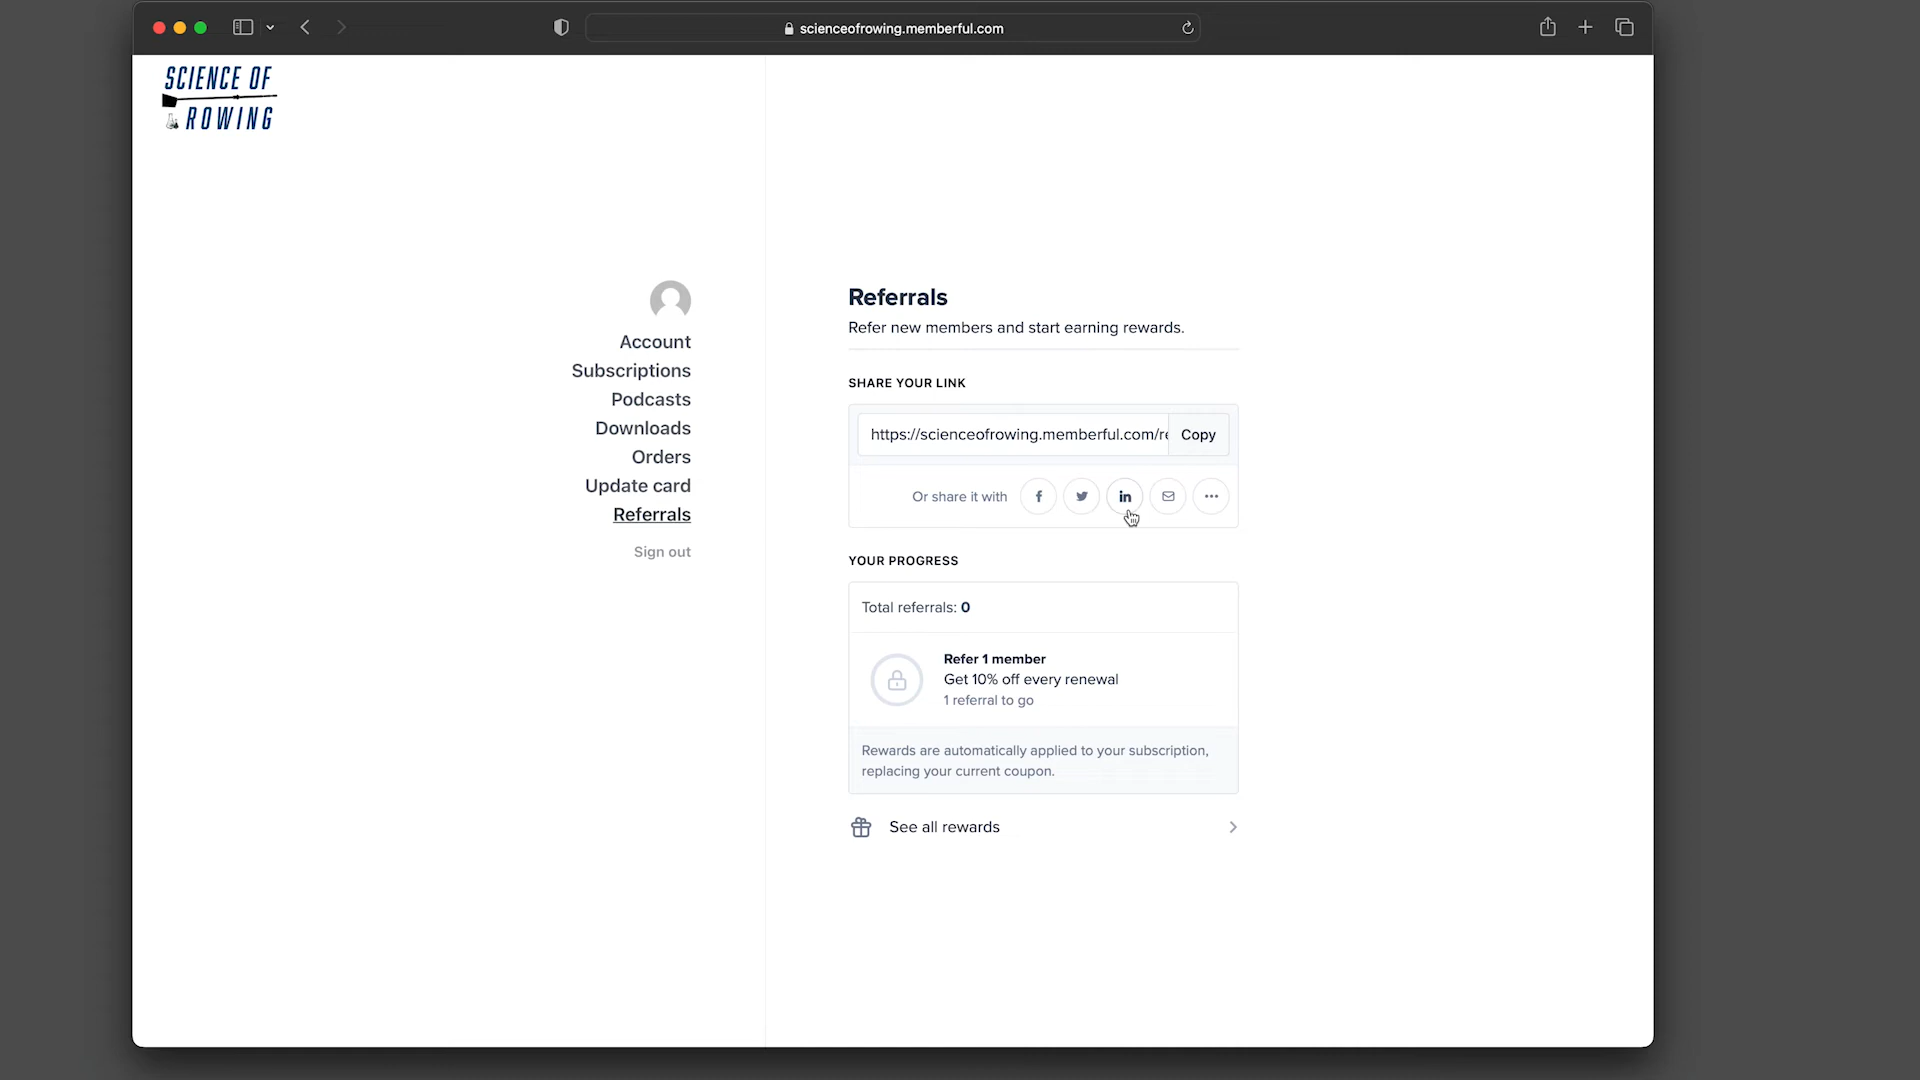 scienceofrowing.memberful.com
SCIENCE OF
ROWING
Account
Subscriptions
Podcasts
Downloads
Orders
Update card
Referrals
Sign out
Referrals
Refer new members and start earning rewards.
SHARE YOUR LINK
https://scienceofrowing.memberful.com/re
Copy
Or share it with
YOUR PROGRESS
Total referrals: 0
Refer 1 member
Get 10% off every renewal
1 referral to go
Rewards are automatically applied to your subscription,
replacing your current coupon.
See all rewards